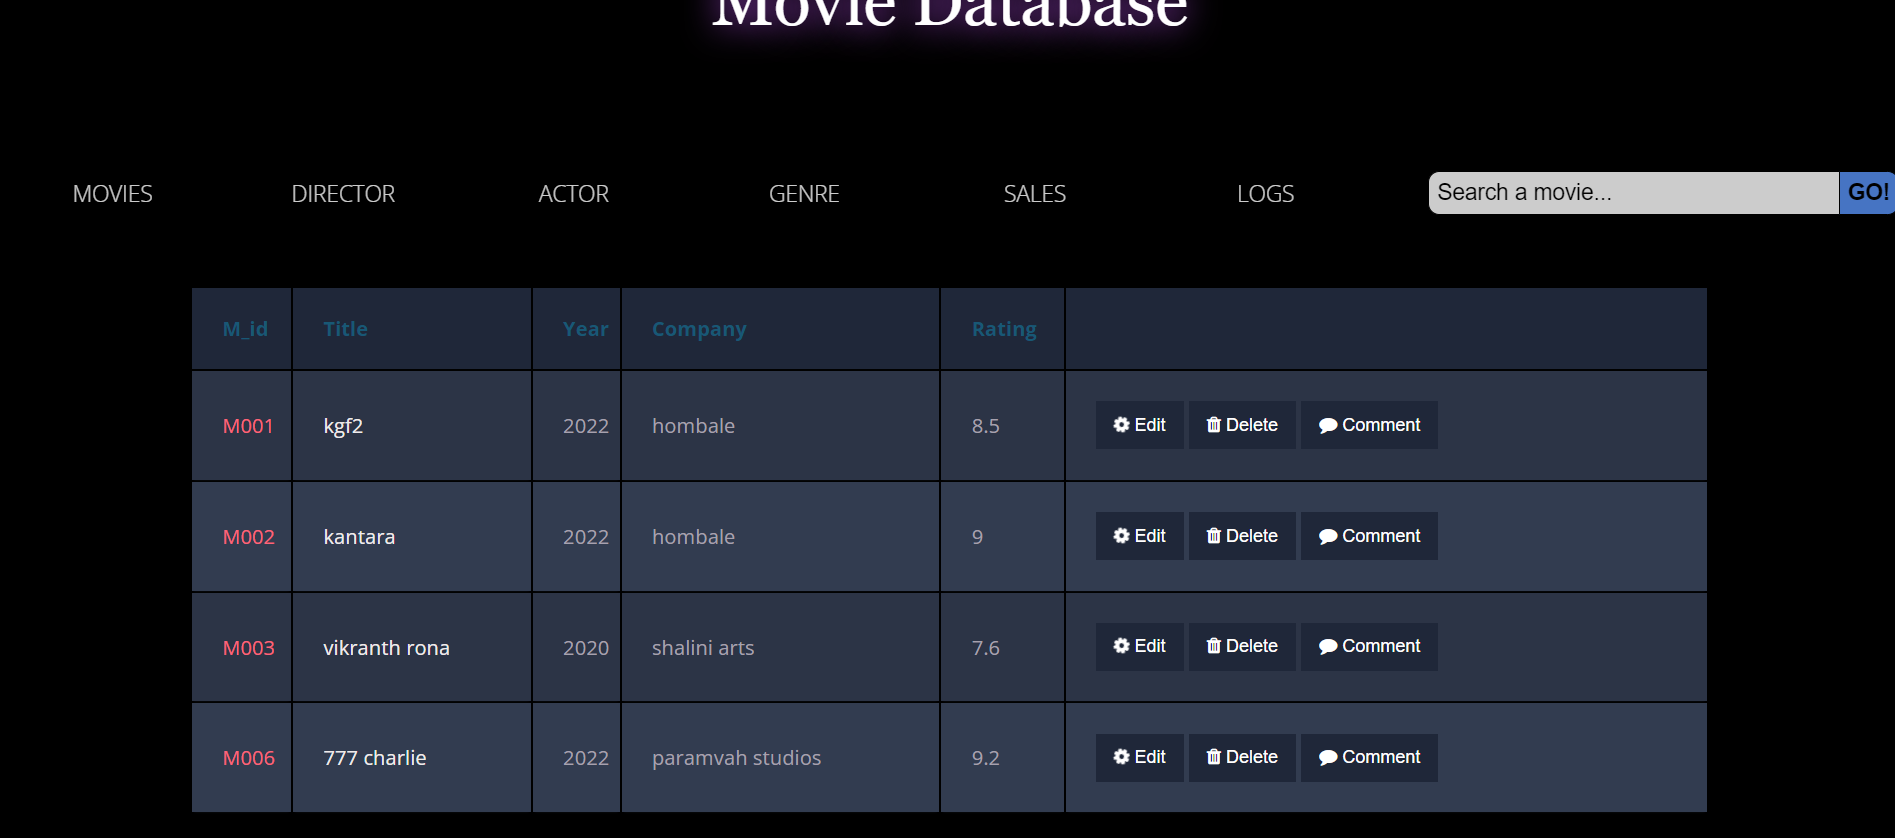 Movie Database
MOVIES DIRECTOR ACTOR GENRE SALES LOGS Search a movie... GO!
M_id Title Year Company Rating
M001 kgf2 2022 hombale 8.5 Edit Delete Comment
M002 kantara 2022 hombale 9 Edit Delete Comment
M003 vikranth rona 2020 shalini arts 7.6 Edit Delete Comment
M006 777 charlie 2022 paramvah studios 9.2 Edit Delete Comment